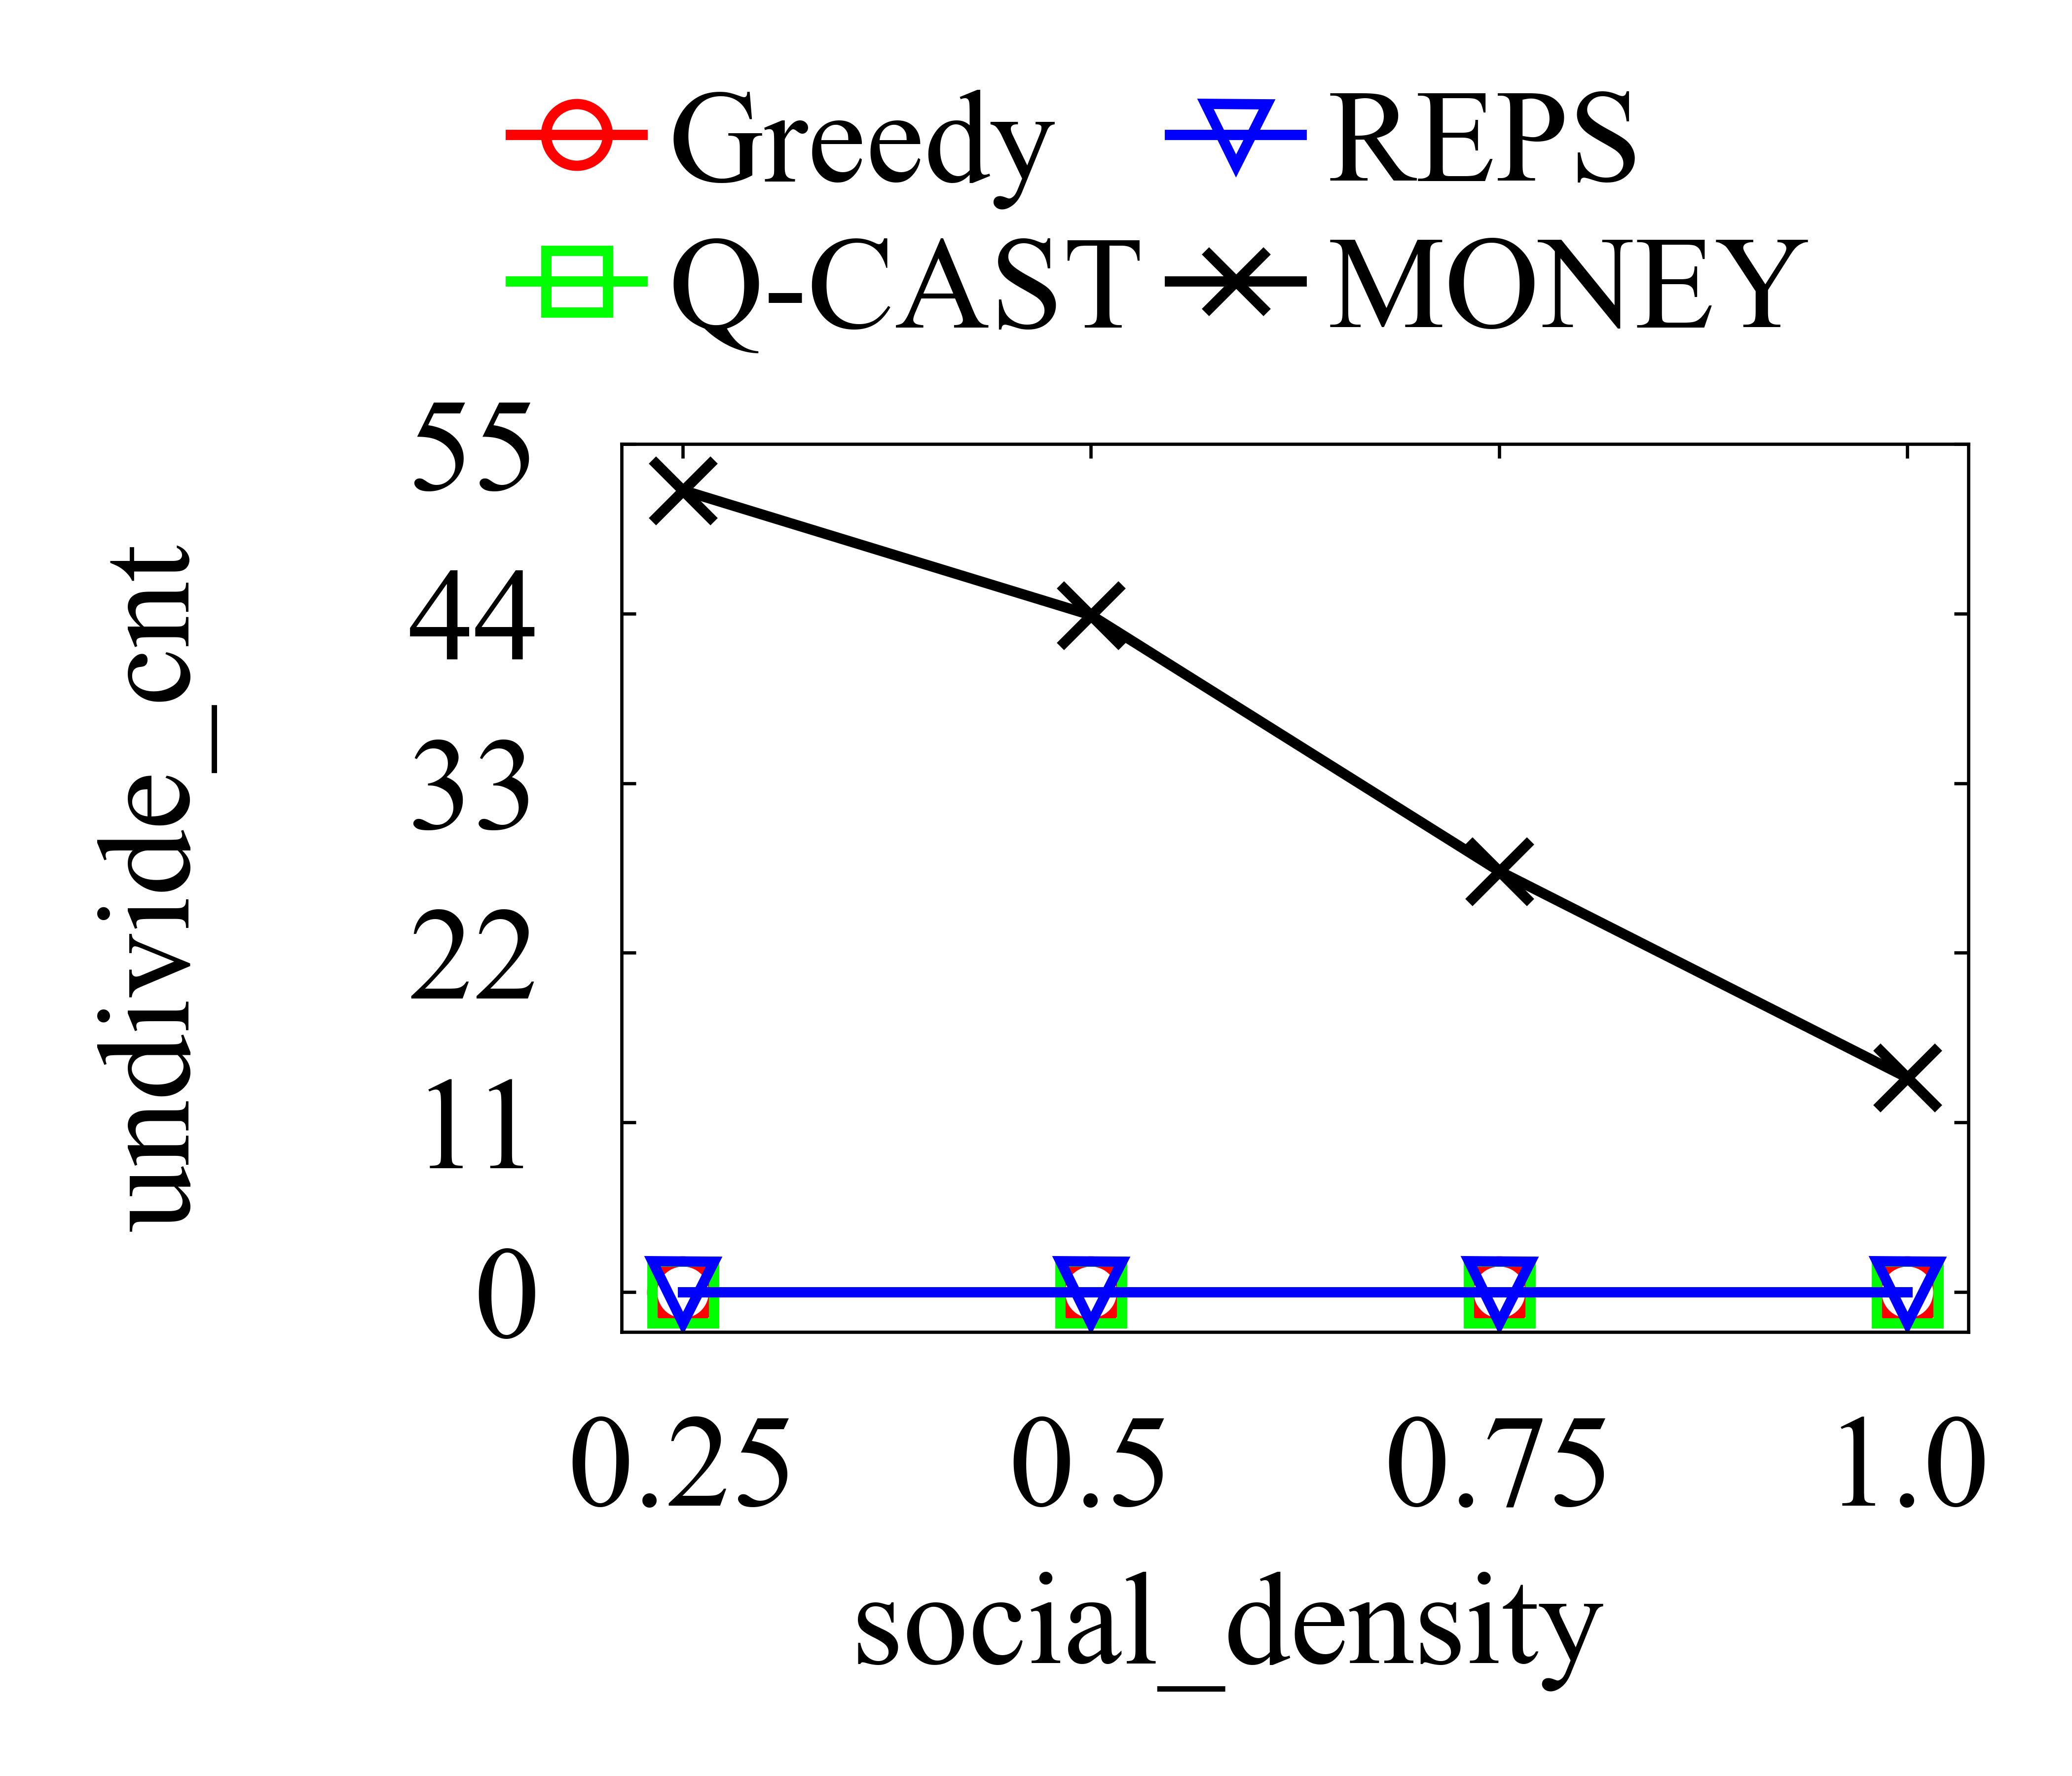 Greedy
REPS
Q-CAST
MONEY
55
44
33
22
11
0
undivide_cnt
0.25 0.5 0.75 1.0
social_density